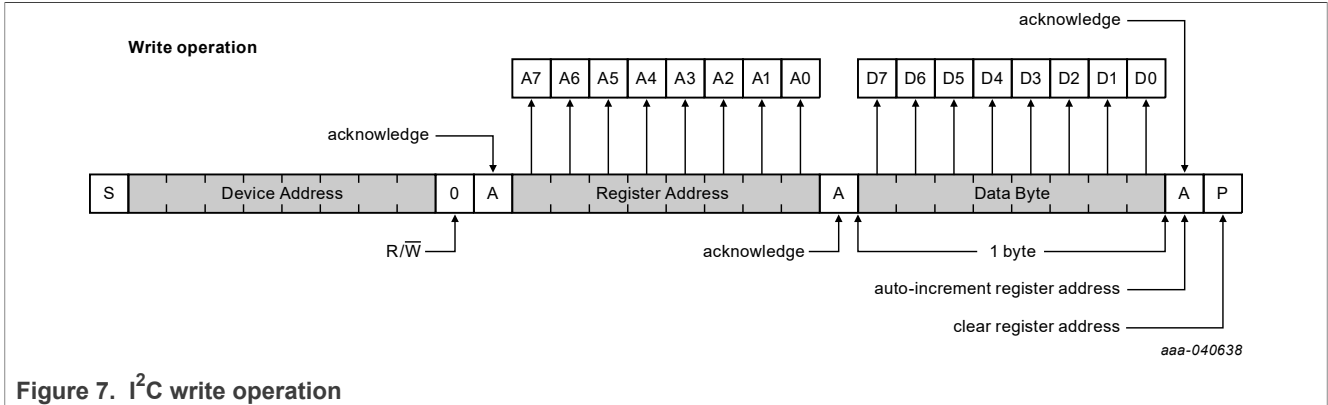 acknowledge
Write operation
A7 A6 A5 A4 A3 A2 A1 A0 D7 D6 D5 D4 D3 D2 D1 D0
acknowledge
S Device Address 0 A Register Address A Data Byte A P
R/W̅ acknowledge 1 byte
auto-increment register address
clear register address
aaa-040638
Figure 7. I²C write operation